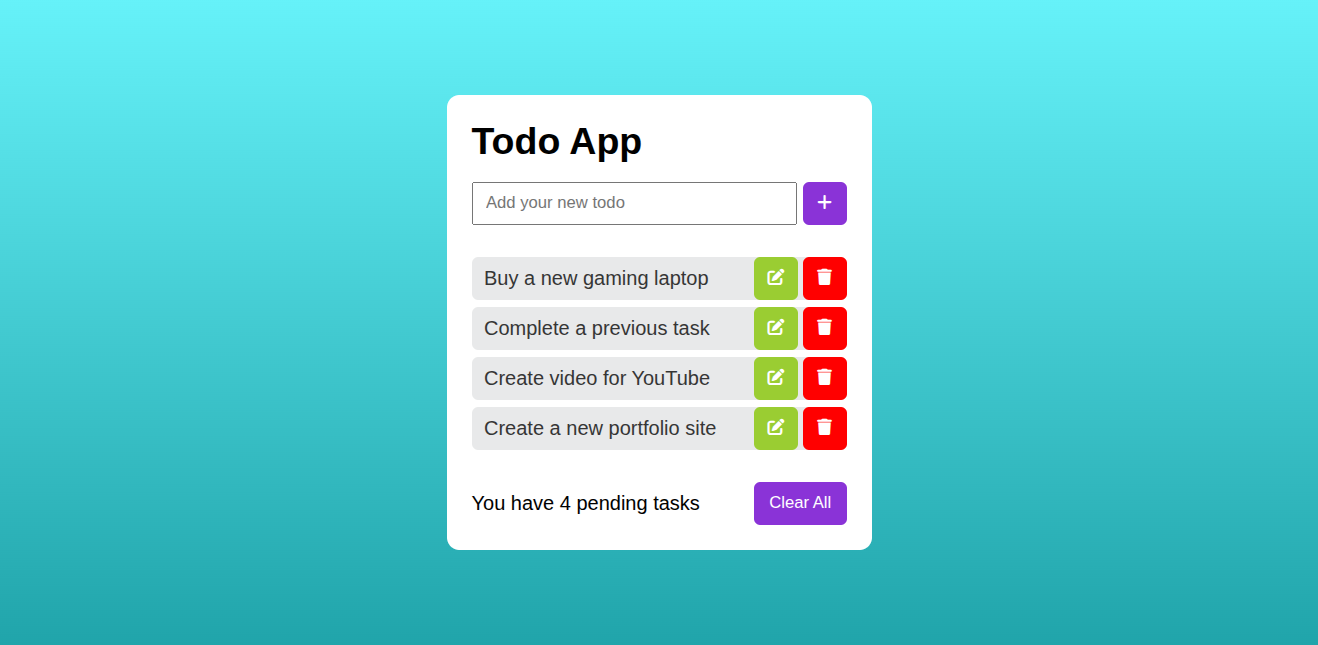 Todo App
Add your new todo
Buy a new gaming laptop
Complete a previous task
Create video for YouTube
Create a new portfolio site
You have 4 pending tasks Clear All